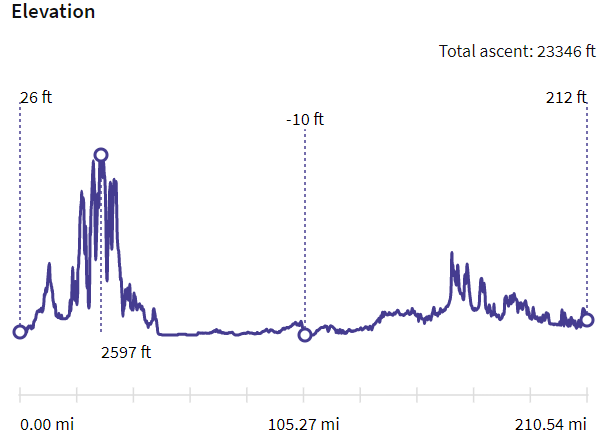 Elevation
Total ascent: 23346 ft
26 ft
212 ft
-10 ft
2597 ft
0.00 mi
105.27 mi
210.54 mi